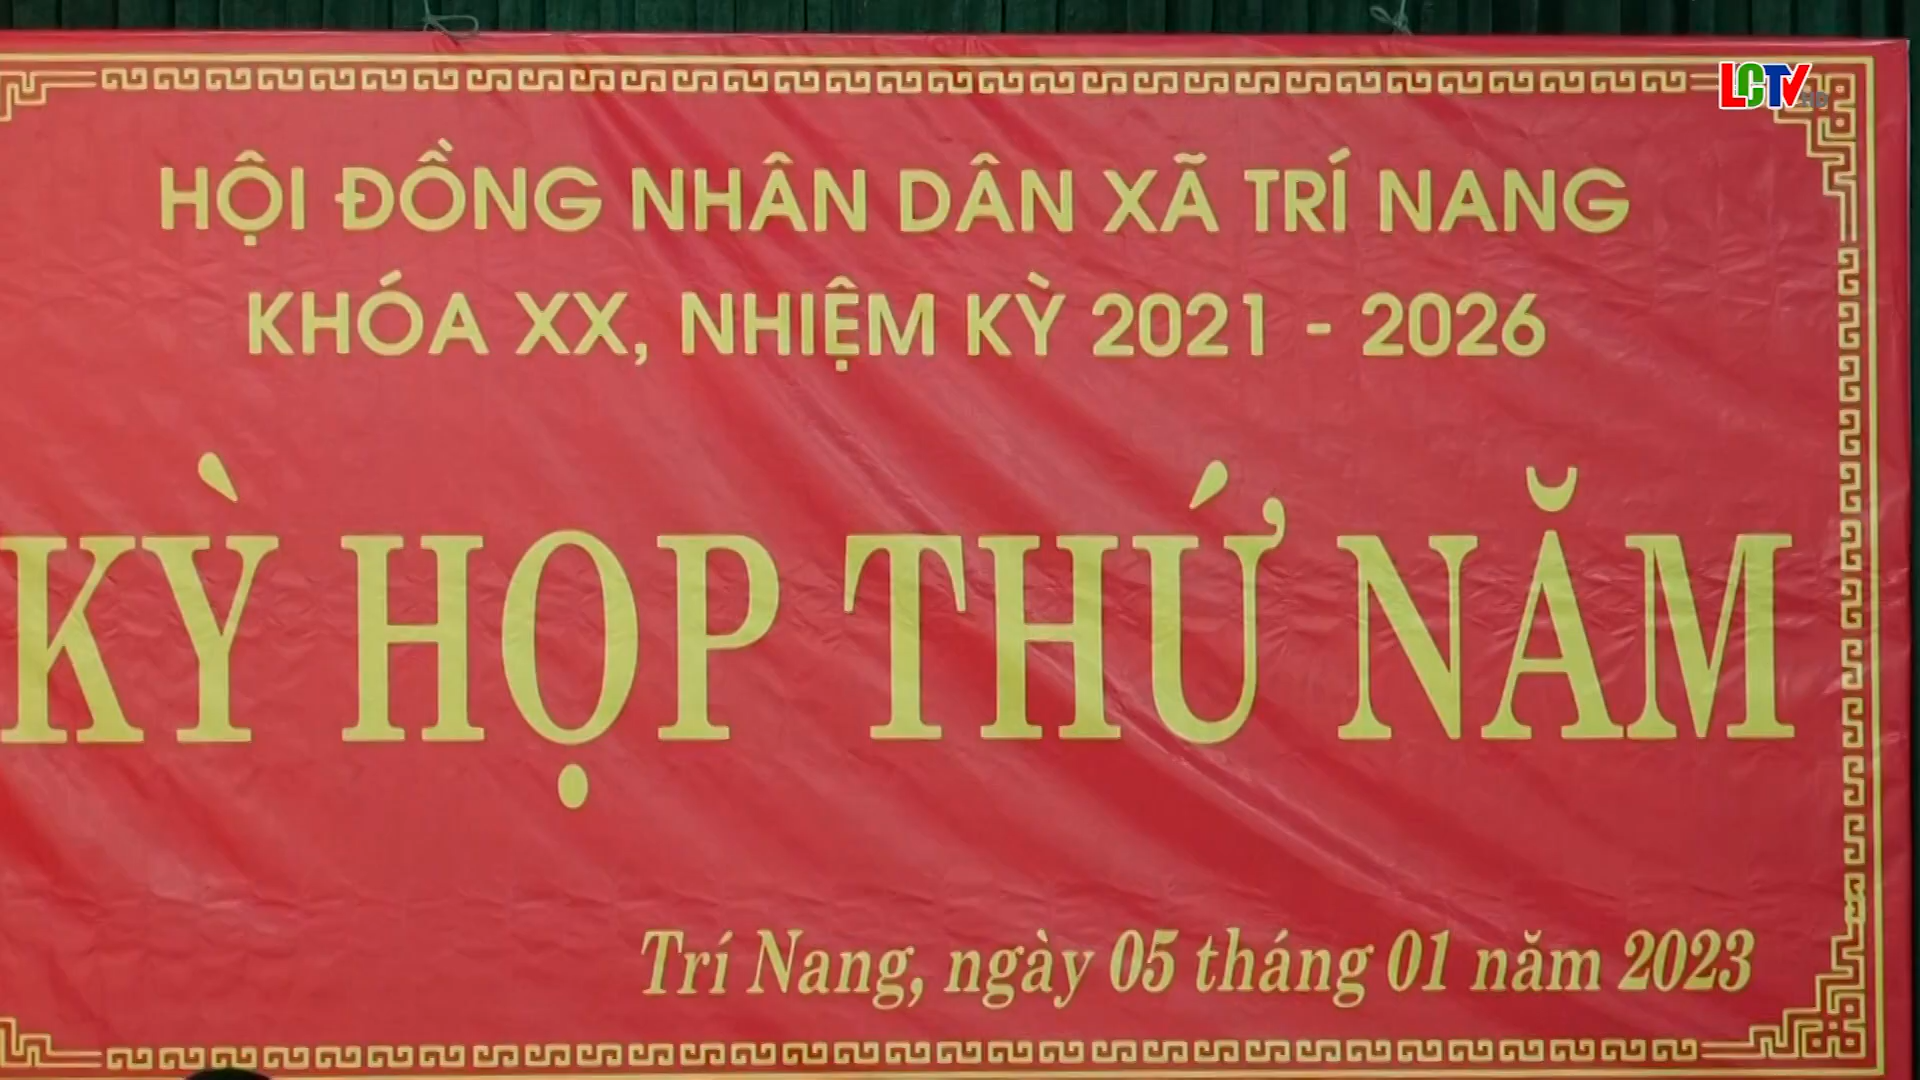 LCTV HD
HỘI ĐỒNG NHÂN DÂN XÃ TRÍ NANG
KHÓA XX, NHIỆM KỲ 2021 - 2026
KỲ HỌP THỨ NĂM
Trí Nang, ngày 05 tháng 01 năm 2023